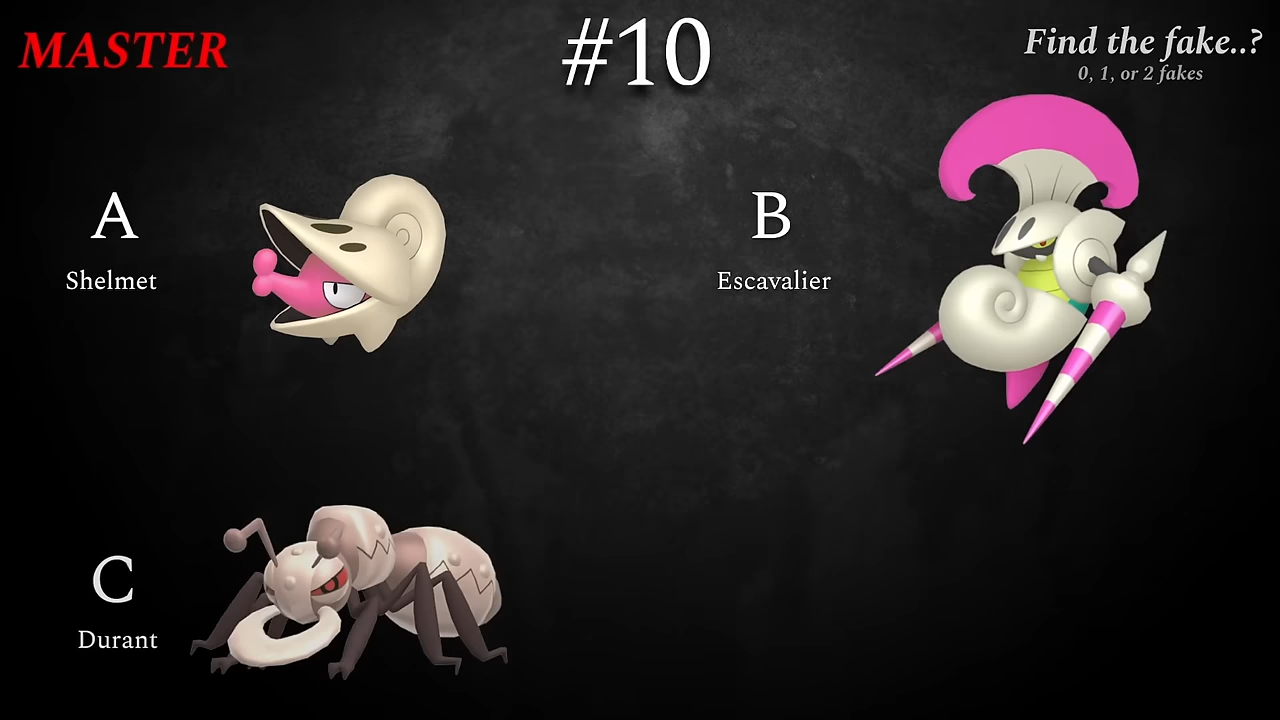 MASTER
#10
Find the fake..?
0, 1, or 2 fakes
A
Shelmet
B
Escavalier
C
Durant